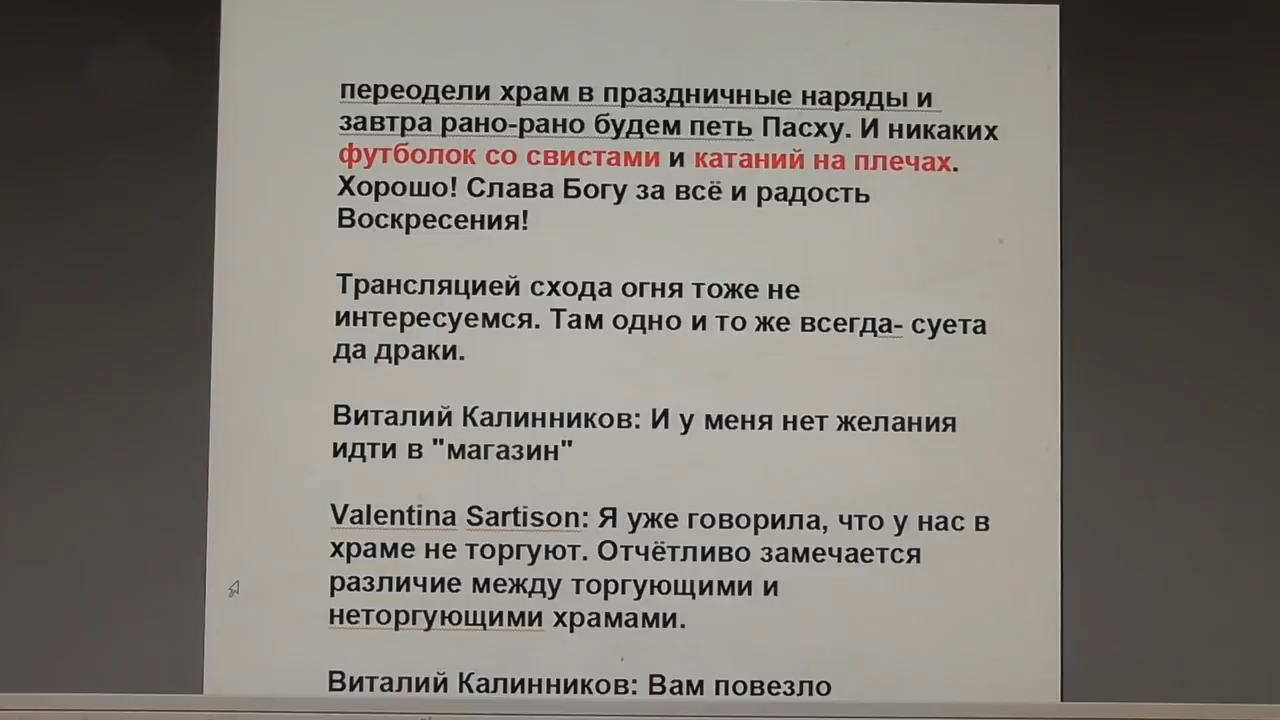 переодели храм в праздничные наряды и
завтра рано-рано будем петь Пасху. И никаких
футболок со свистами и катаний на плечах.
Хорошо! Слава Богу за всё и радость
Воскресения!
Трансляцией схода огня тоже не
интересуемся. Там одно и то же всегда- суета
да драки.
Виталий Калинников: И у меня нет желания
идти в "магазин"
Valentina Sartison: Я уже говорила, что у нас в
храме не торгуют. Отчётливо замечается
различие между торгующими и
неторгующими храмами.
Виталий Калинников: Вам повезло